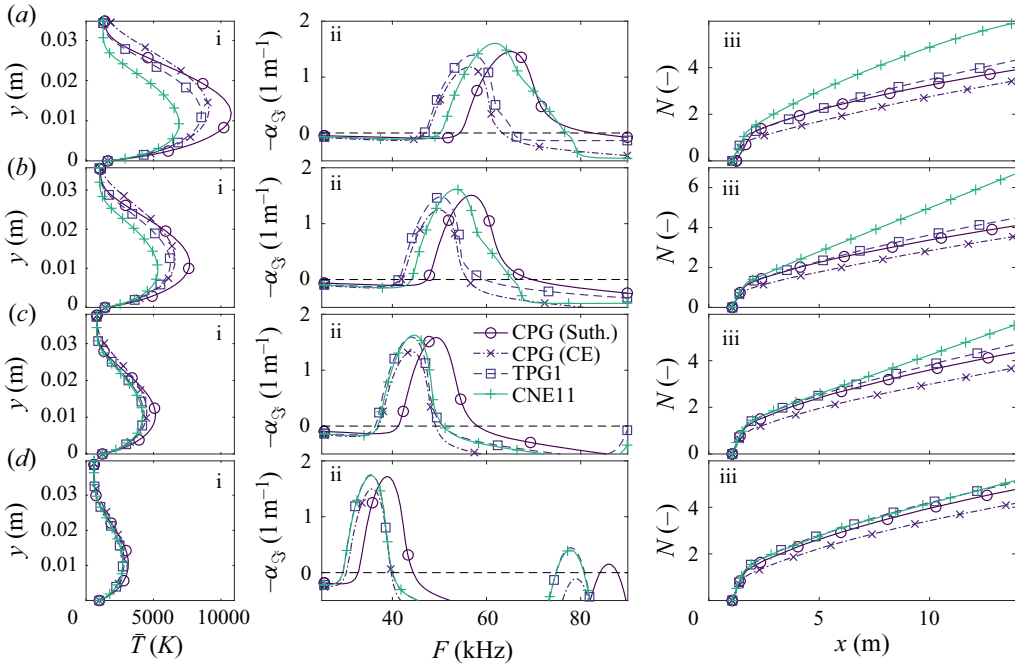 (a) i ii iii
y (m) 0.03 0.02 0.01 0
−α𝔍 (1 m⁻¹) 2 1 0
N (–) 6 4 2 0
(b) i ii iii
y (m) 0.03 0.02 0.01 0
−α𝔍 (1 m⁻¹) 2 1 0
N (–) 6 4 2 0
(c) i ii iii
y (m) 0.03 0.02 0.01 0
−α𝔍 (1 m⁻¹) 2 1 0
CPG (Suth.)
CPG (CE)
TPG1
CNE11
N (–) 6 4 2 0
(d) i ii iii
y (m) 0.03 0.02 0.01 0
−α𝔍 (1 m⁻¹) 2 1 0
N (–) 6 4 2 0
0 5000 10000
40 60 80
5 10
T̄ (K) F (kHz) x (m)